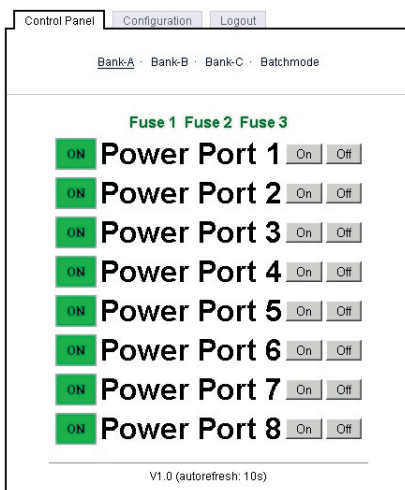 Control Panel Configuration Logout
Bank-A · Bank-B · Bank-C · Batchmode
Fuse 1 Fuse 2 Fuse 3
ON Power Port 1 On Off
ON Power Port 2 On Off
ON Power Port 3 On Off
ON Power Port 4 On Off
ON Power Port 5 On Off
ON Power Port 6 On Off
ON Power Port 7 On Off
ON Power Port 8 On Off
V1.0 (autorefresh: 10s)